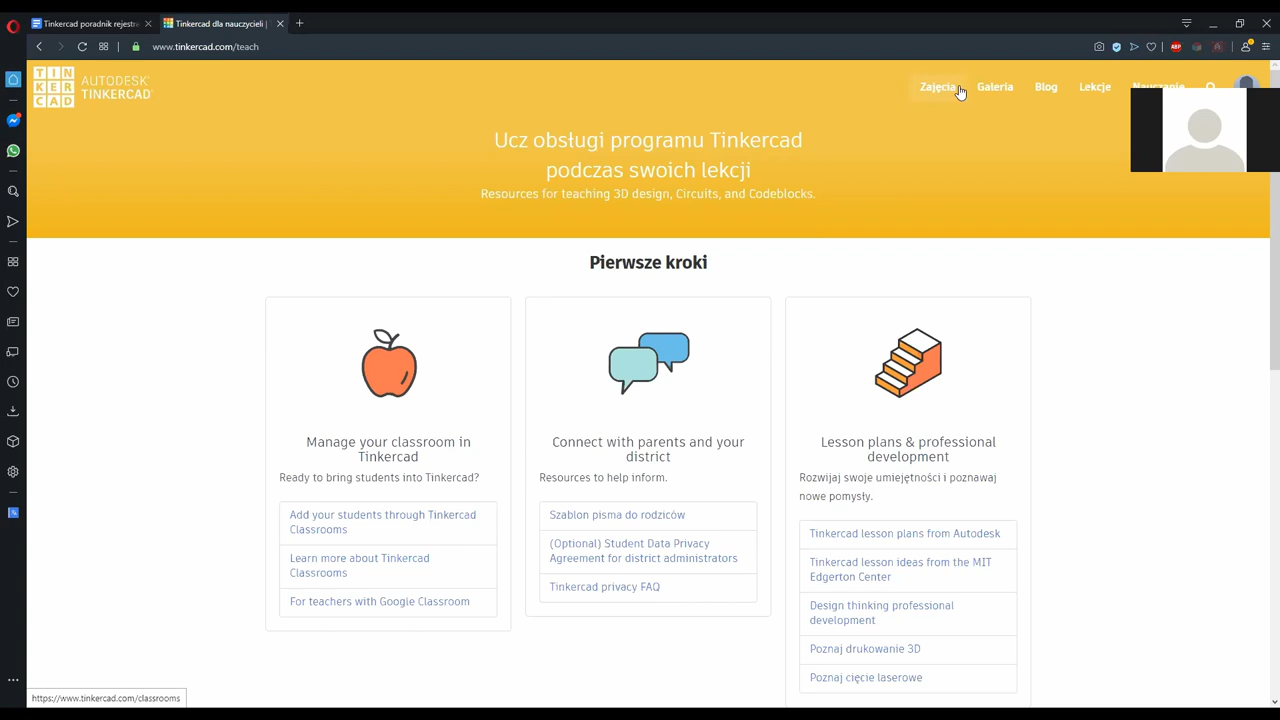 Tinkercad poradnik rejestr
Tinkercad dla nauczycieli |
www.tinkercad.com/teach
TIN
KER
CAD
AUTODESK
TINKERCAD
Zajęcia
Galeria
Blog
Lekcje
Nauczanie
Ucz obsługi programu Tinkercad
podczas swoich lekcji
Resources for teaching 3D design, Circuits, and Codeblocks.
Pierwsze kroki
Manage your classroom in
Tinkercad
Ready to bring students into Tinkercad?
Add your students through Tinkercad
Classrooms
Learn more about Tinkercad
Classrooms
For teachers with Google Classroom
Connect with parents and your
district
Resources to help inform.
Szablon pisma do rodziców
(Optional) Student Data Privacy
Agreement for district administrators
Tinkercad privacy FAQ
Lesson plans & professional
development
Rozwijaj swoje umiejętności i poznawaj
nowe pomysły.
Tinkercad lesson plans from Autodesk
Tinkercad lesson ideas from the MIT
Edgerton Center
Design thinking professional
development
Poznaj drukowanie 3D
Poznaj cięcie laserowe
https://www.tinkercad.com/classrooms
ABP